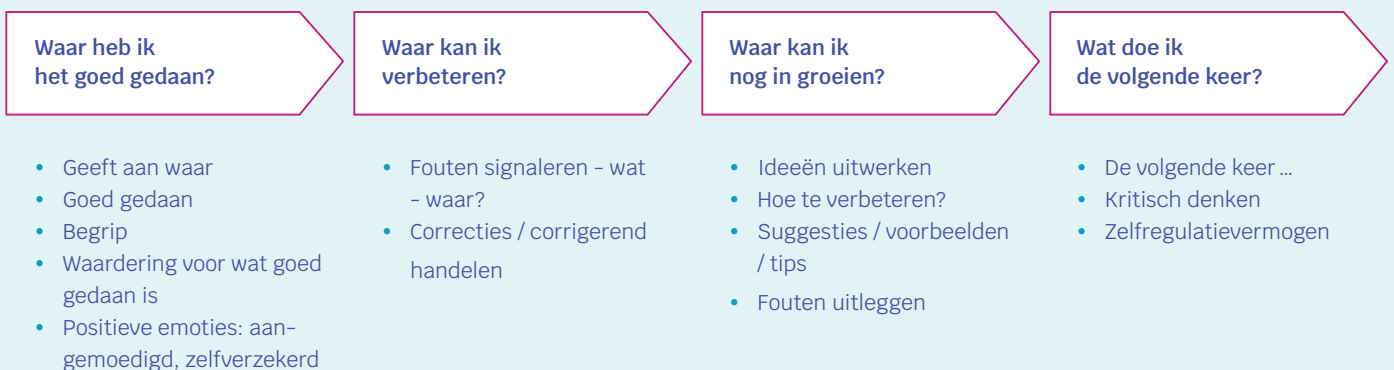 Waar heb ik
het goed gedaan?
Waar kan ik
verbeteren?
Waar kan ik
nog in groeien?
Wat doe ik
de volgende keer?
• Geeft aan waar
• Goed gedaan
• Begrip
• Waardering voor wat goed
gedaan is
• Positieve emoties: aan-
gemoedigd, zelfverzekerd
• Fouten signaleren - wat
- waar?
• Correcties / corrigerend
handelen
• Ideeën uitwerken
• Hoe te verbeteren?
• Suggesties / voorbeelden
/ tips
• Fouten uitleggen
• De volgende keer ...
• Kritisch denken
• Zelfregulatievermogen